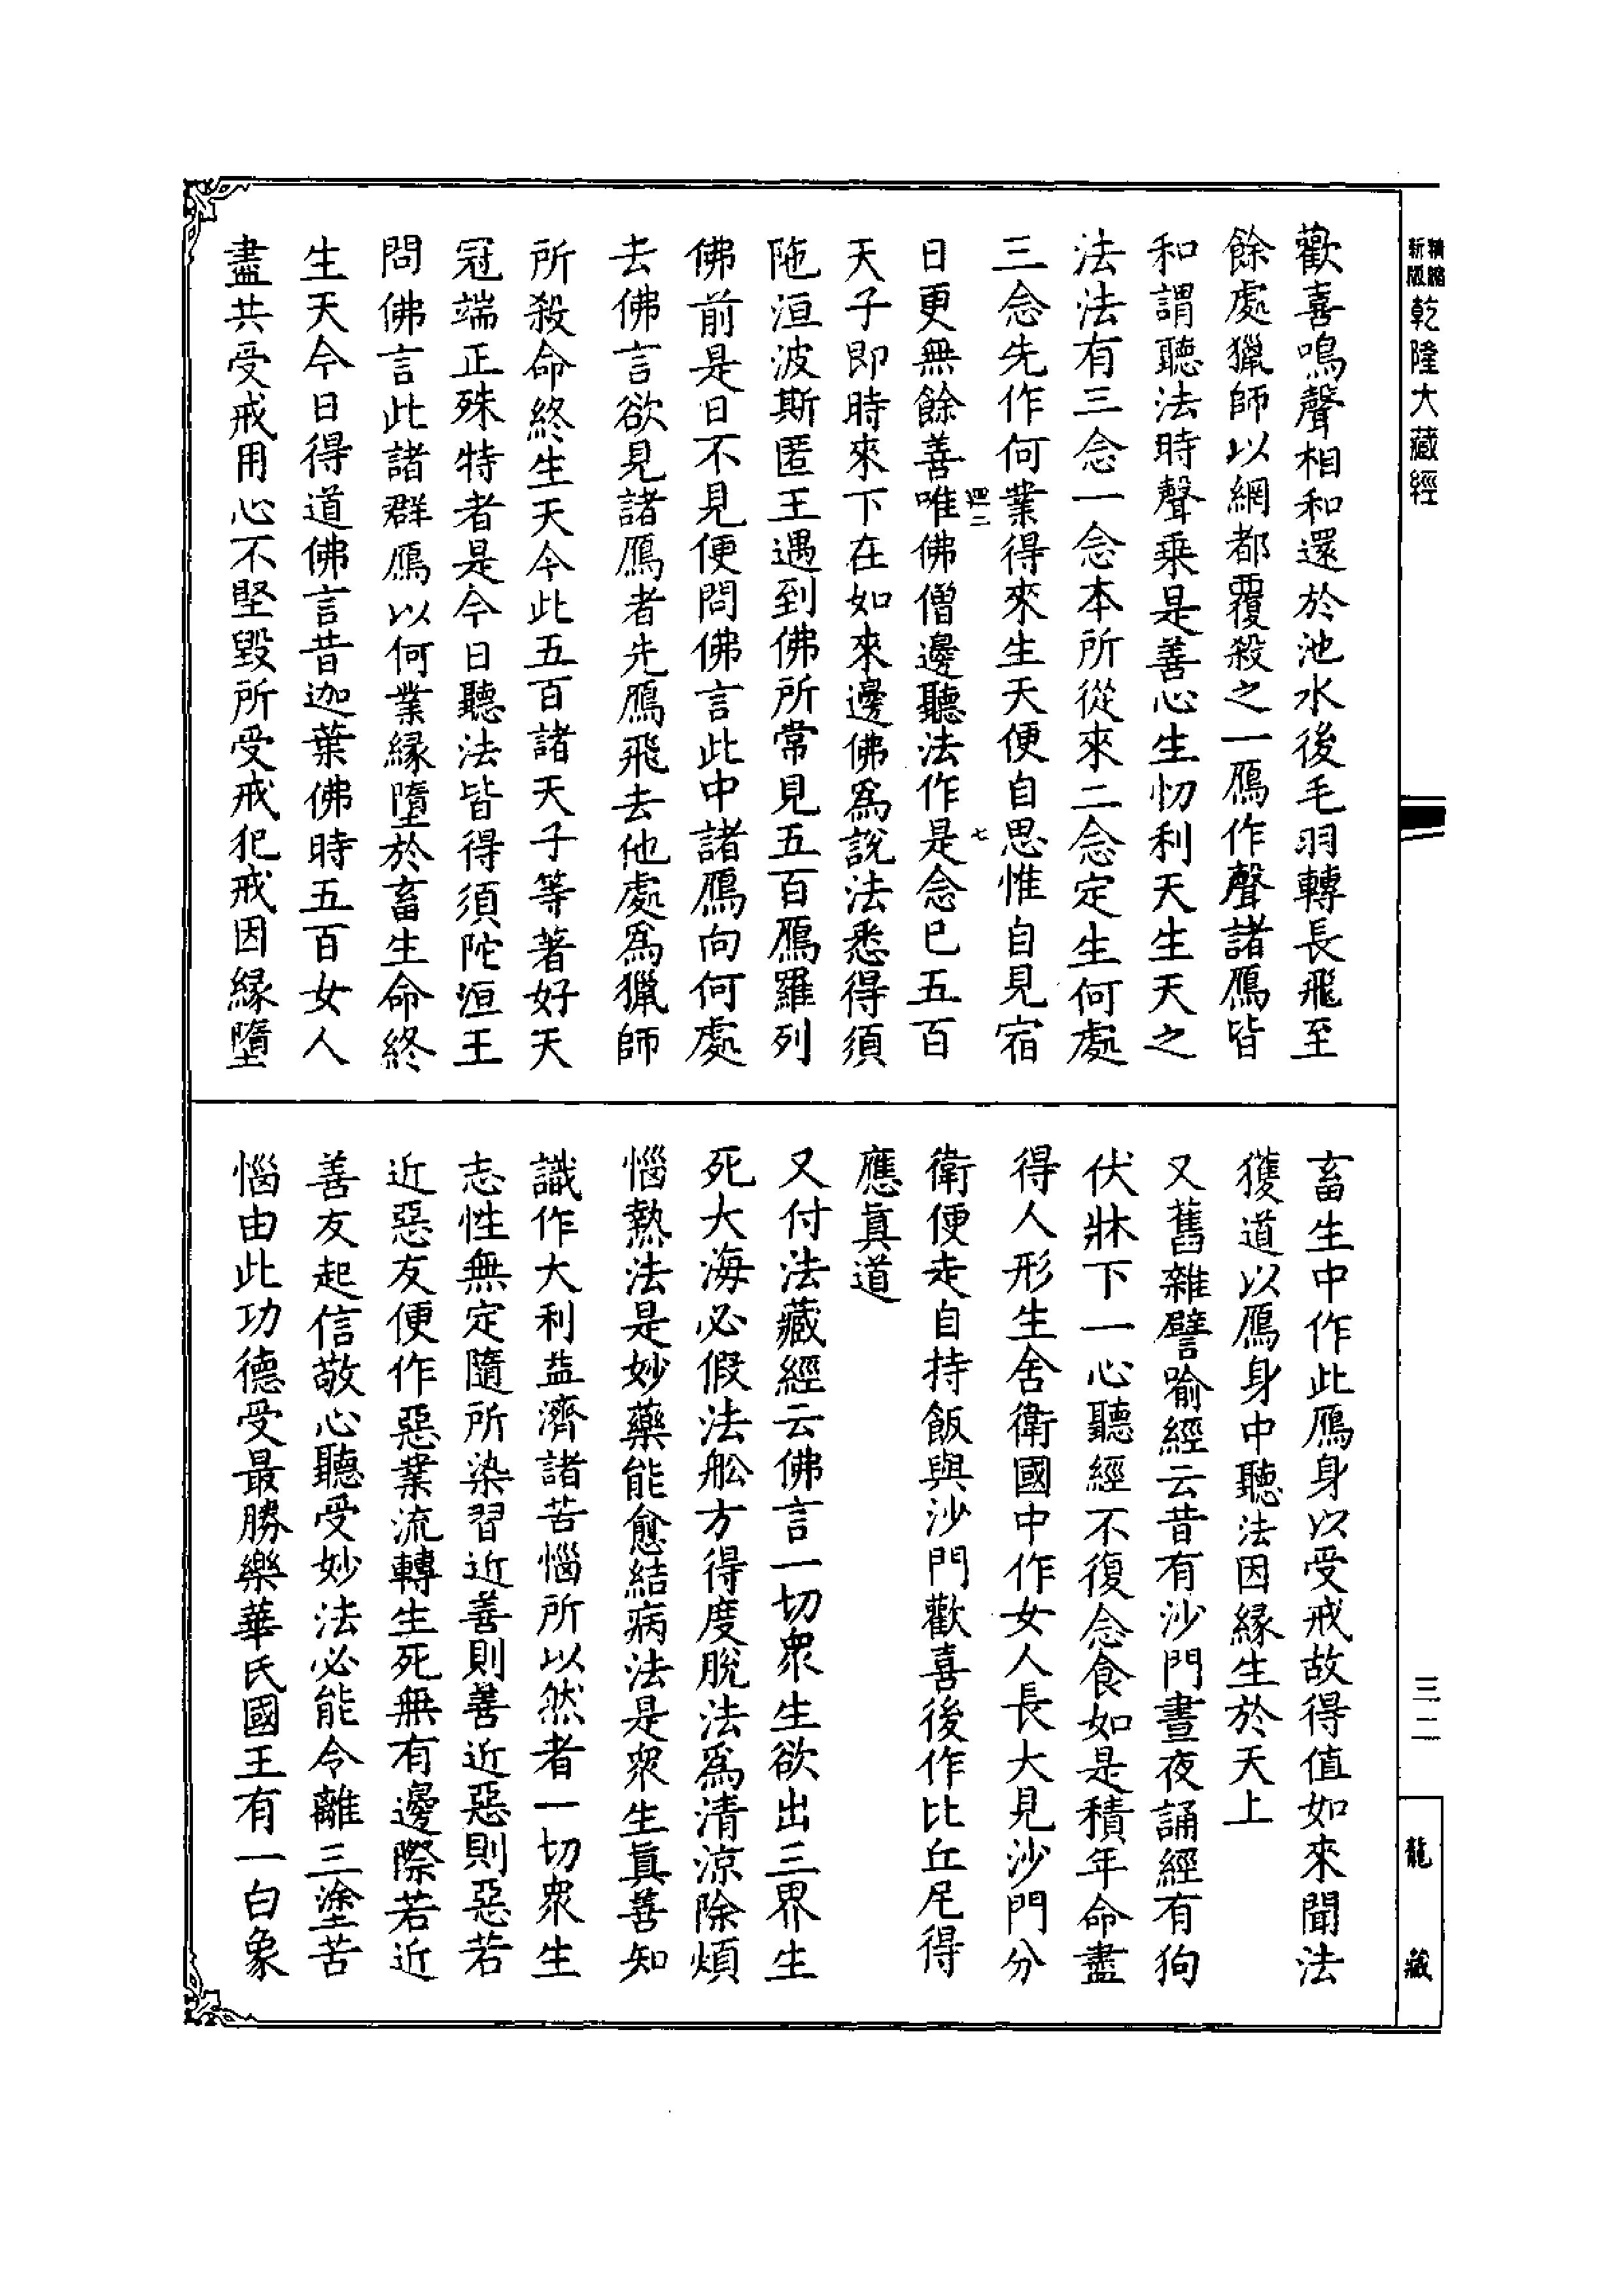 精縮新版乾隆大藏經
歡喜鳴聲相和還於池水後毛羽轉長飛至
餘處獵師以網都覆殺之一鴈作聲諸鴈皆
和謂聽法時聲乘是善心生忉利天生天之
法法有三念一念本所從來二念定生何處
三念先作何業得來生天便自思惟自見宿
七
日更無餘善唯佛僧邊聽法作是念已五百
天子即時來下在如來邊佛爲說法悉得須
陁洹波斯匿王遇到佛所常見五百鴈羅列
佛前是日不見便問佛言此中諸鴈向何處
去佛言欲見諸鴈者先鴈飛去他處爲獵師
所殺命終生天今此五百諸天子等著好天
冠端正殊特者是今日聽法皆得須陀洹王
問佛言此諸群鴈以何業緣墮於畜生命終
生天今日得道佛言昔迦葉佛時五百女人
盡共受戒用心不堅毀所受戒犯戒因緣墮
畜生中作此鴈身以受戒故得值如來聞法
獲道以鴈身中聽法因緣生於天上
又舊雜譬喻經云昔有沙門晝夜誦經有狗
伏牀下一心聽經不復念食如是積年命盡
得人形生舍衛國中作女人長大見沙門分
衛便走自持飯與沙門歡喜後作比丘尼得
應眞道
又付法藏經云佛言一切衆生欲出三界生
死大海必假法舩方得度脫法爲清涼除煩
惱熱法是妙藥能愈結病法是衆生眞善知
識作大利益濟諸苦惱所以然者一切衆生
志性無定隨所染習近善則善近惡則惡若
近惡友便作惡業流轉生死無有邊際若近
善友起信敬心聽受妙法必能令離三塗苦
惱由此功德受最勝樂華氏國王有一白象
三二
龍藏